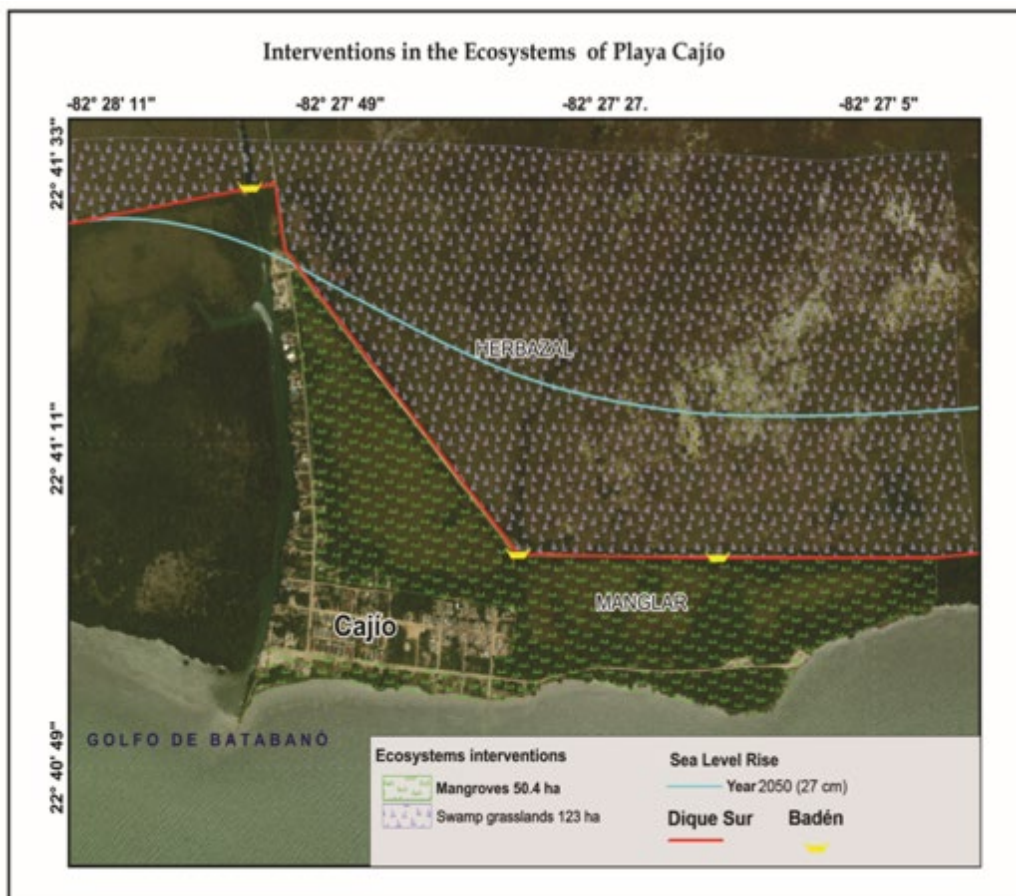 Interventions in the Ecosystems of Playa Cajío
-82° 28' 11"
-82° 27' 49"
-82° 27' 27.
-82° 27' 5"
22° 41' 33"
22° 41' 11"
22° 40' 49"
HERBAZAL
MANGLAR
Cajío
GOLFO DE BATABANÓ
Ecosystems interventions
Mangroves 50.4 ha
Swamp grasslands 123 ha
Sea Level Rise
Year 2050 (27 cm)
Dique Sur
Badén